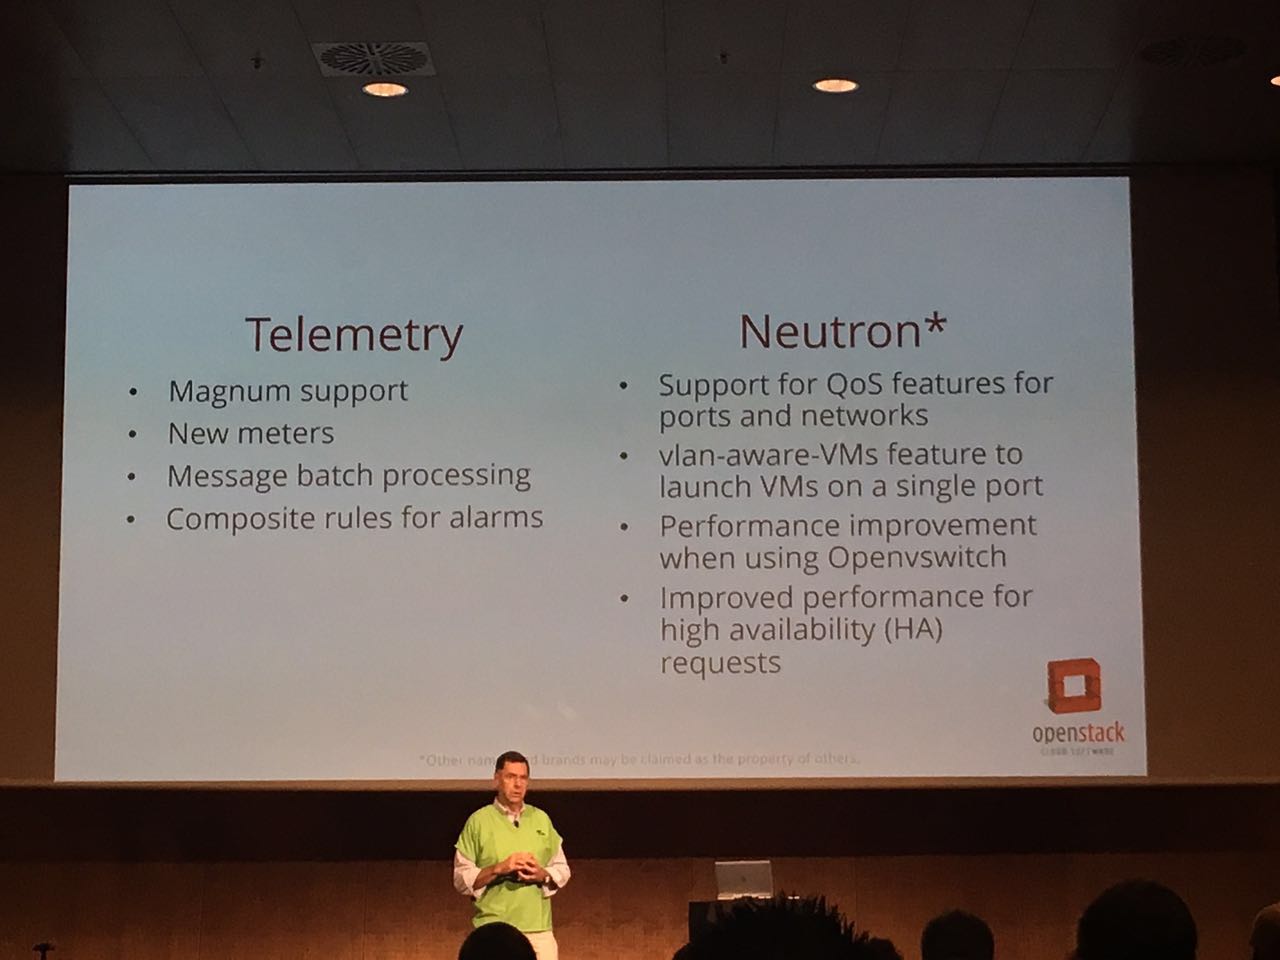 Telemetry
• Magnum support
• New meters
• Message batch processing
• Composite rules for alarms
Neutron*
• Support for QoS features for
ports and networks
• vlan-aware-VMs feature to
launch VMs on a single port
• Performance improvement
when using Openvswitch
• Improved performance for
high availability (HA)
requests
openstack
CLOUD SOFTWARE
*Other brands may be claimed as the property of others.